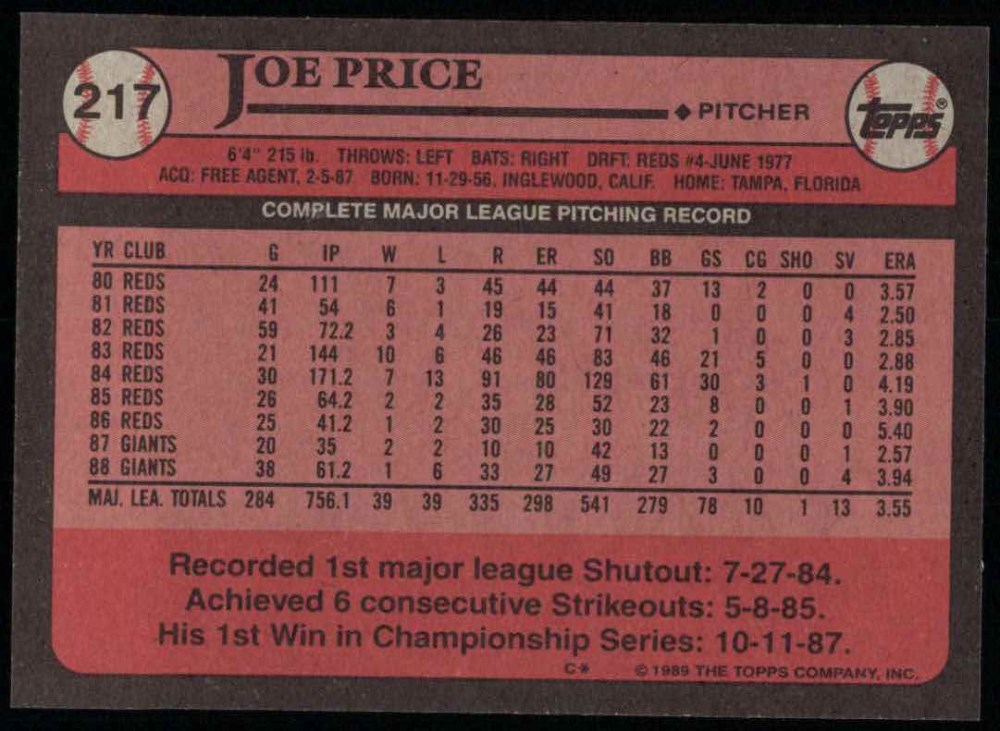 217
JOE PRICE
◆ PITCHER
TOPPS®
6'4" 215 lb. THROWS: LEFT BATS: RIGHT DRFT: REDS #4-JUNE 1977
ACQ: FREE AGENT, 2-5-87 BORN: 11-29-56, INGLEWOOD, CALIF. HOME: TAMPA, FLORIDA
COMPLETE MAJOR LEAGUE PITCHING RECORD
YR CLUB G IP W L R ER SO BB GS CG SHO SV ERA
80 REDS 24 111 7 3 45 44 44 37 13 2 0 0 3.57
81 REDS 41 54 6 1 19 15 41 18 0 0 0 4 2.50
82 REDS 59 72.2 3 4 26 23 71 32 1 0 0 3 2.85
83 REDS 21 144 10 6 46 46 83 46 21 5 0 0 2.88
84 REDS 30 171.2 7 13 91 80 129 61 30 3 1 0 4.19
85 REDS 26 64.2 2 2 35 28 52 23 8 0 0 1 3.90
86 REDS 25 41.2 1 2 30 25 30 22 2 0 0 0 5.40
87 GIANTS 20 35 2 2 10 10 42 13 0 0 0 1 2.57
88 GIANTS 38 61.2 1 6 33 27 49 27 3 0 0 4 3.94
MAJ. LEA. TOTALS 284 756.1 39 39 335 298 541 279 78 10 1 13 3.55
Recorded 1st major league Shutout: 7-27-84.
Achieved 6 consecutive Strikeouts: 5-8-85.
His 1st Win in Championship Series: 10-11-87.
C* © 1989 THE TOPPS COMPANY, INC.